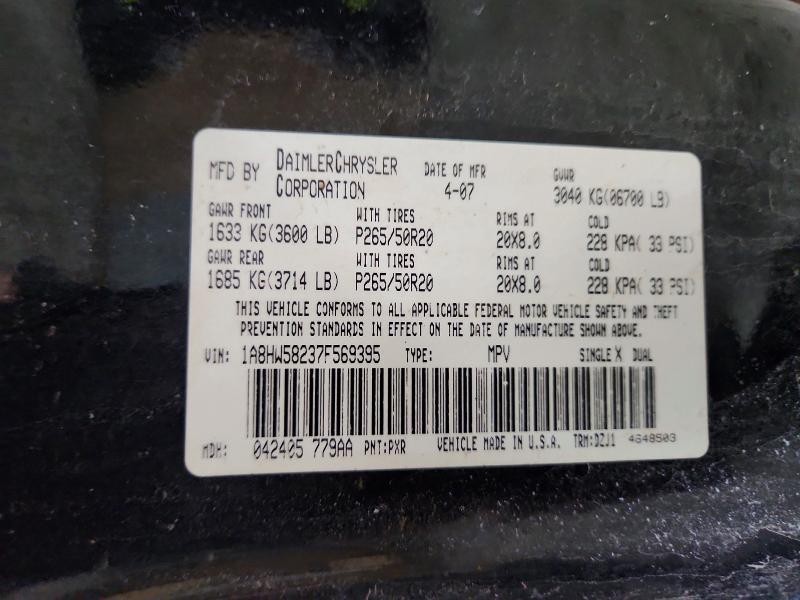 MFD BY DAIMLERCHRYSLER CORPORATION DATE OF MFR 4-07 GVWR 3040 KG(06700 LB)
GAWR FRONT WITH TIRES RIMS AT COLD
1633 KG(3600 LB) P265/50R20 20X8.0 228 KPA( 33 PSI)
GAWR REAR WITH TIRES RIMS AT COLD
1685 KG(3714 LB) P265/50R20 20X8.0 228 KPA( 33 PSI)
THIS VEHICLE CONFORMS TO ALL APPLICABLE FEDERAL MOTOR VEHICLE SAFETY AND THEFT
PREVENTION STANDARDS IN EFFECT ON THE DATE OF MANUFACTURE SHOWN ABOVE.
VIN: 1A8HW58237F569395 TYPE: MPV SINGLE X DUAL
MDH: 042405 779AA PNT:PXR VEHICLE MADE IN U.S.A. TRM:DZJ1 4648503